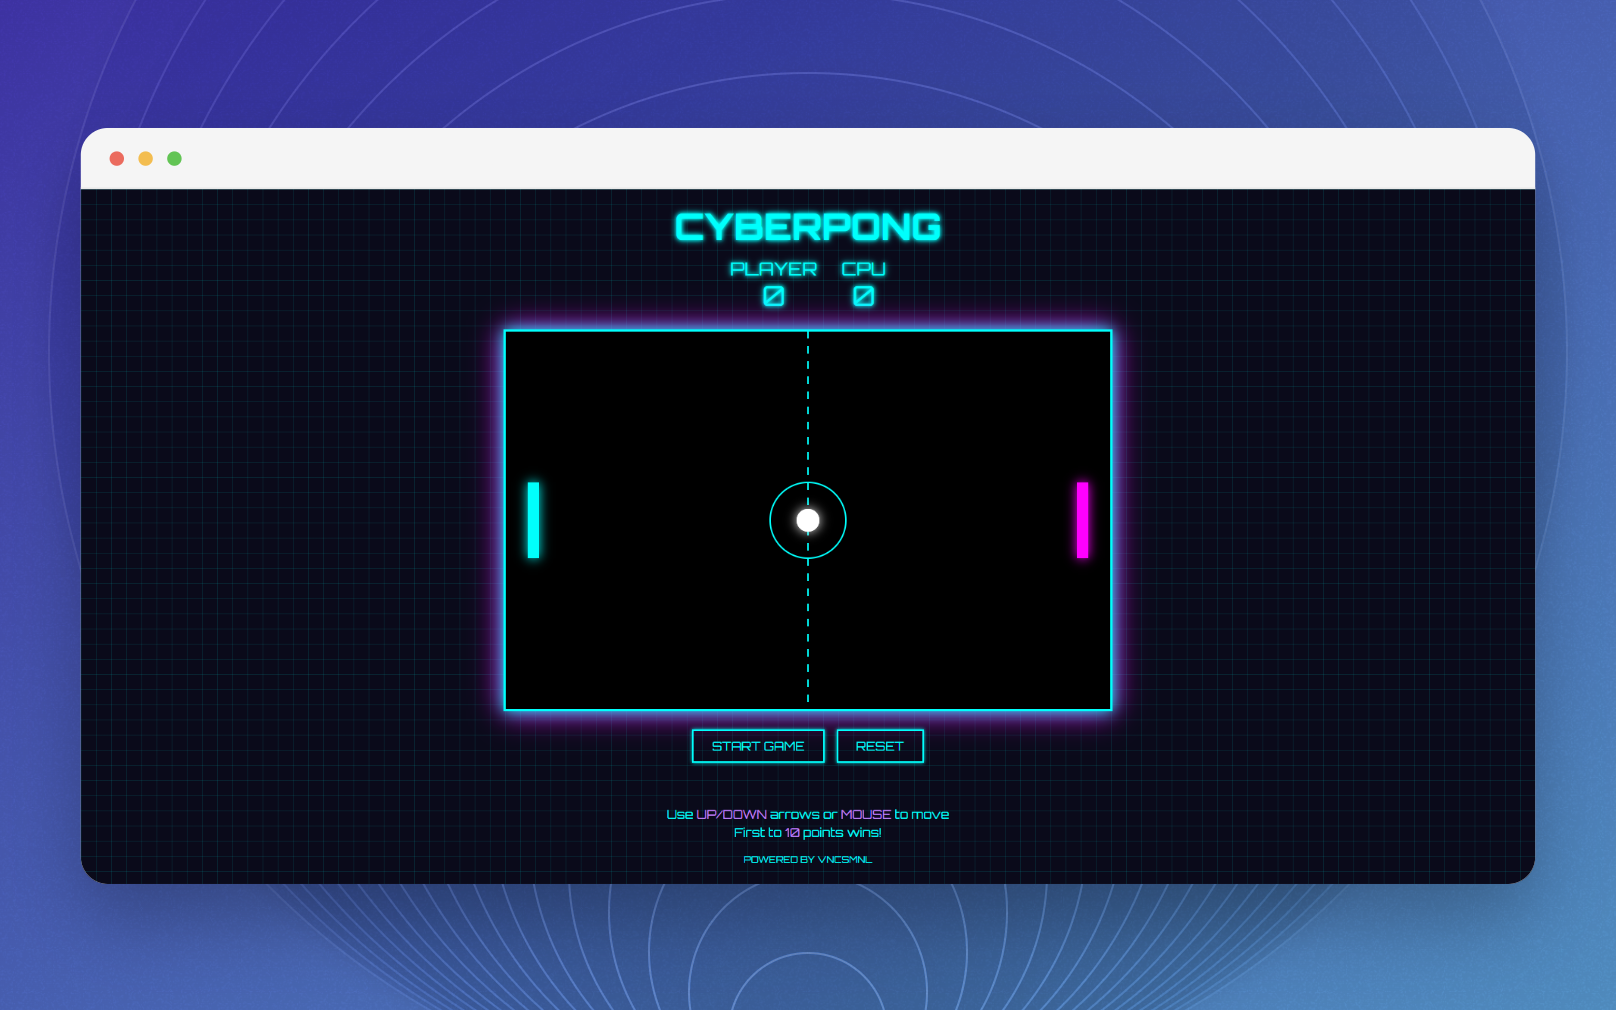 CYBERPONG
PLAYER CPU
0 0
START GAME RESET
Use UP/DOWN arrows or MOUSE to move
First to 10 points wins!
POWERED BY VNCSMNL